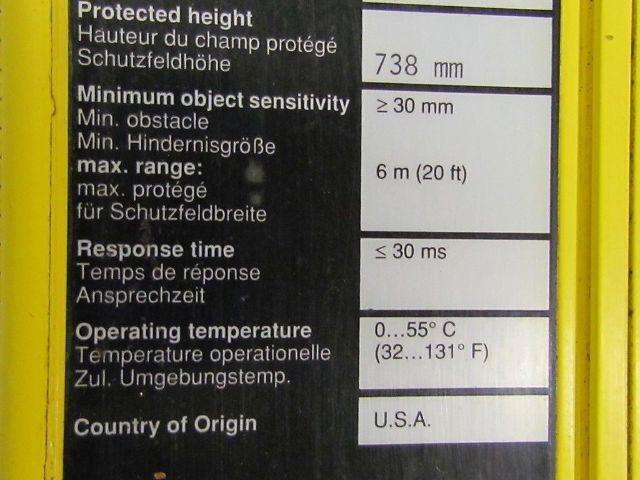 Protected height
Hauteur du champ protégé
Schutzfeldhöhe
738 mm
Minimum object sensitivity
≥ 30 mm
Min. obstacle
Min. Hindernisgröße
max. range:
6 m (20 ft)
max. protégé
für Schutzfeldbreite
Response time
≤ 30 ms
Temps de réponse
Ansprechzeit
Operating temperature
0...55° C
Température operationelle
(32...131° F)
Zul. Umgebungstemp.
Country of Origin
U.S.A.